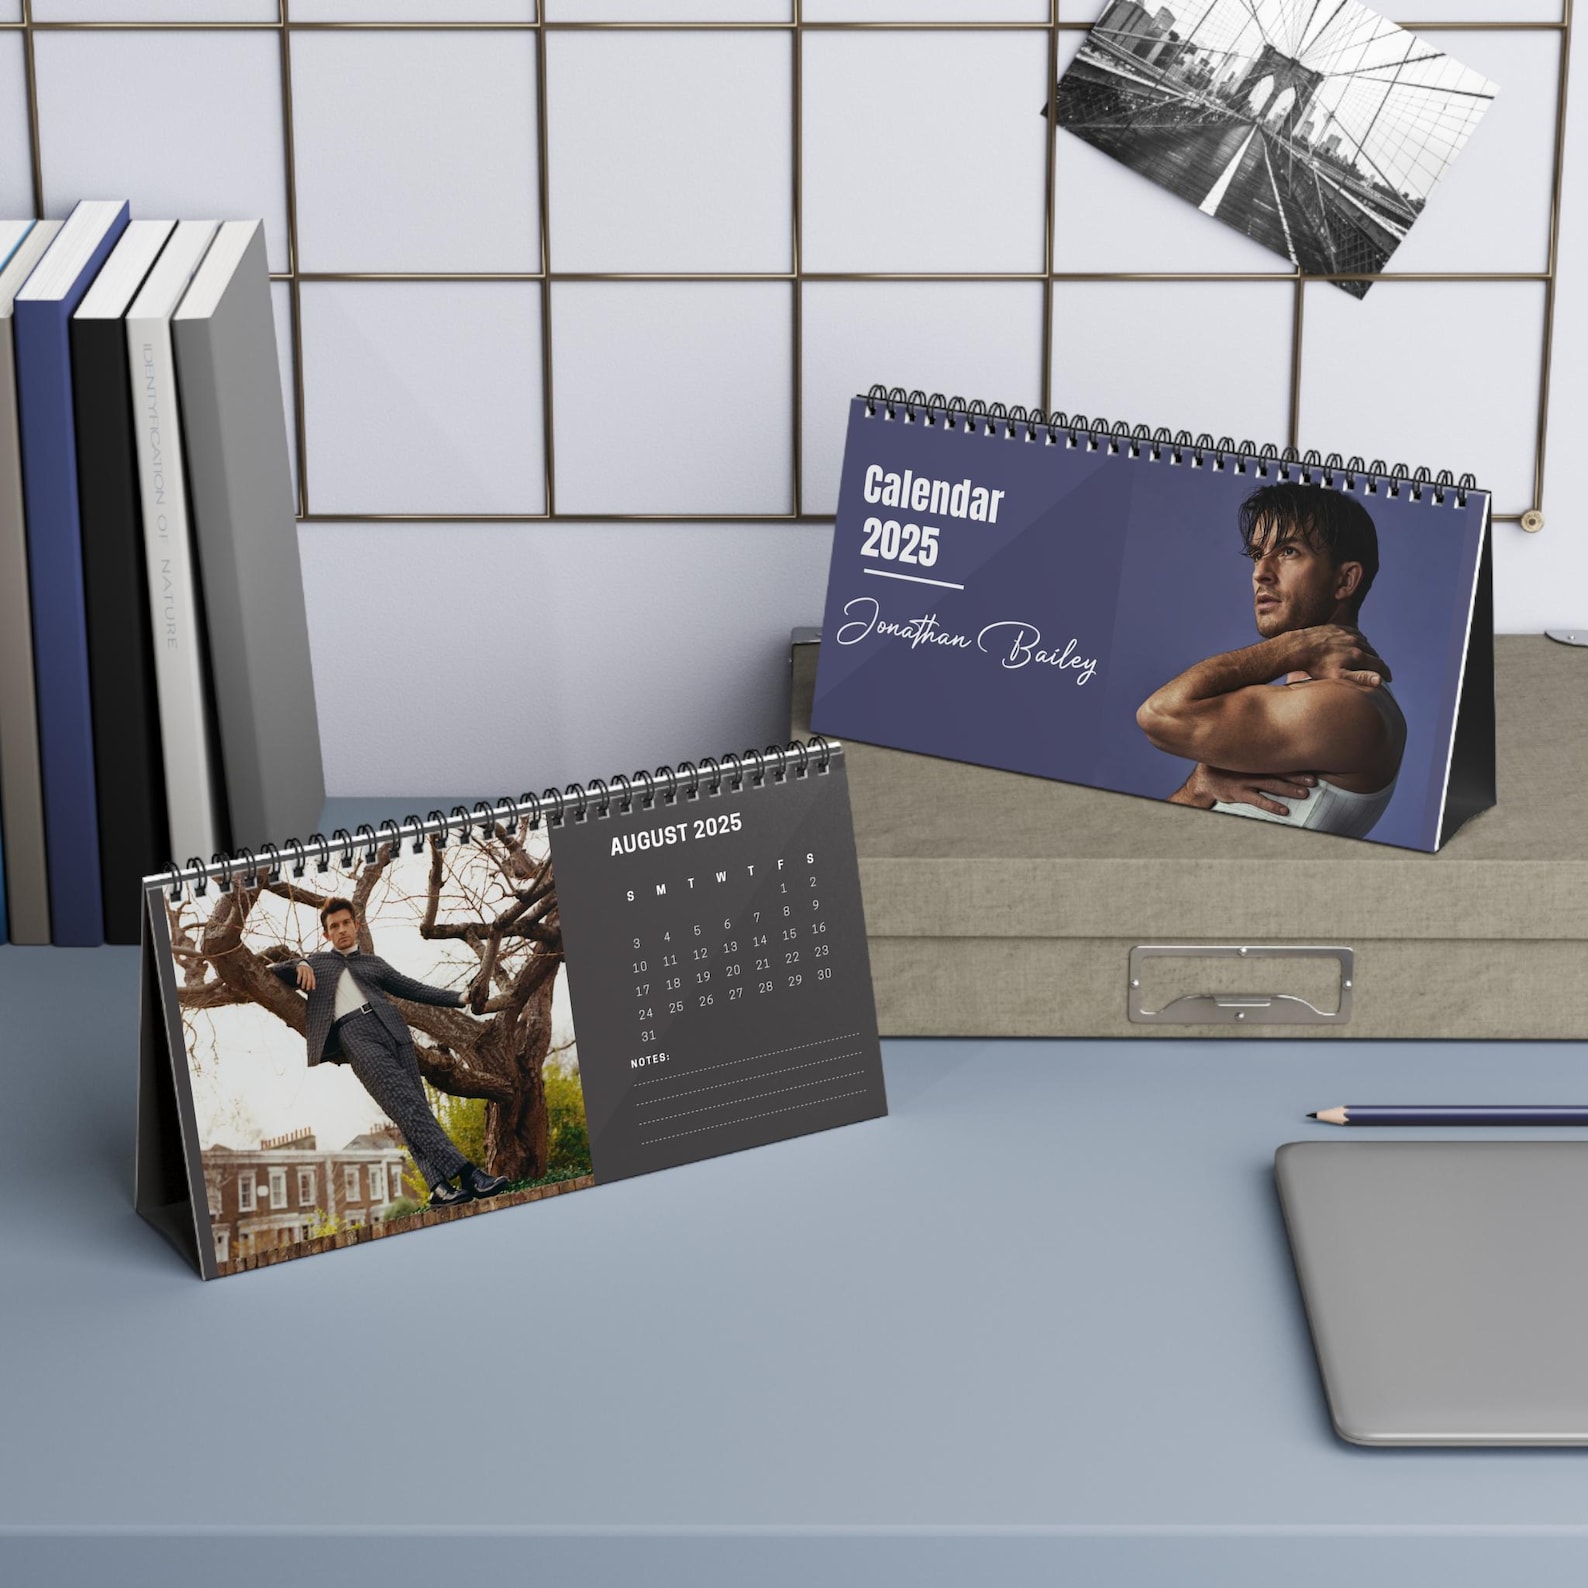 IDENTYFICATION OF NATURE
Calendar
2025
Jonathan Bailey
AUGUST 2025
S M T W T F S
1 2
3 4 5 6 7 8 9
10 11 12 13 14 15 16
17 18 19 20 21 22 23
24 25 26 27 28 29 30
31
NOTES: